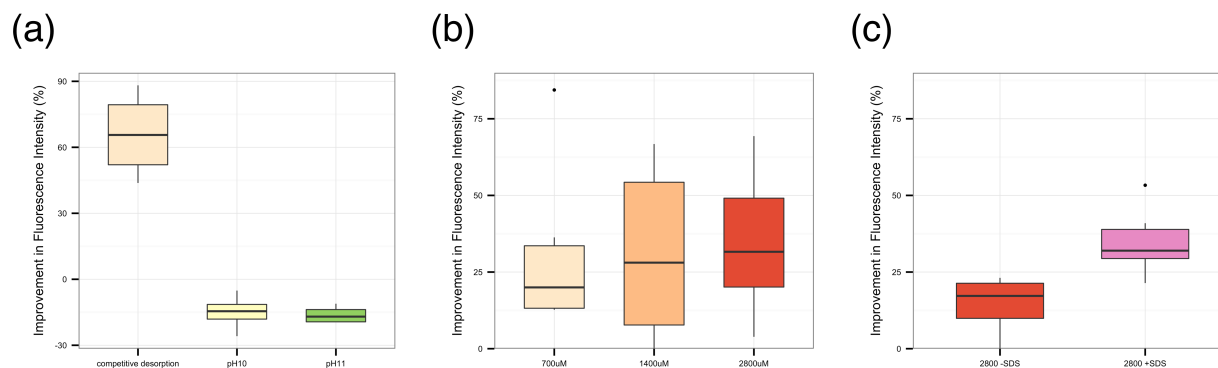 (a)
(b)
(c)
Improvement in Fluorescence Intensity (%)
90
60
30
0
-30
competitive desorption
pH10
pH11
Improvement in Fluorescence Intensity (%)
75
50
25
0
700uM
1400uM
2800uM
Improvement in Fluorescence Intensity (%)
75
50
25
0
2800 -SDS
2800 +SDS